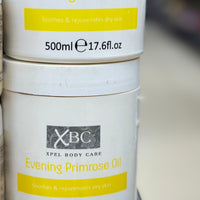 Soothes & rejuvenates dry skin
500ml ℮ 17.6fl.oz
XBC
XPEL BODY CARE
Evening Primrose Oil
Soothes & rejuvenates dry skin